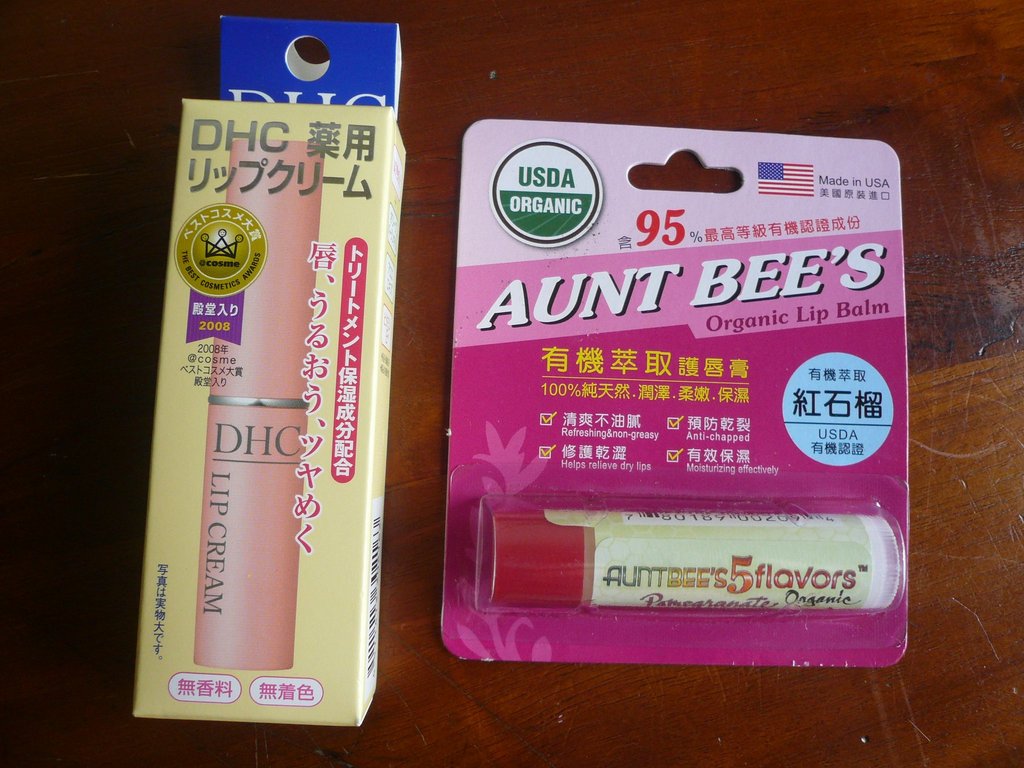 DHC
DHC 薬用
リップクリーム
ベストコスメ大賞
@cosme
THE BEST COSMETICS AWARDS
殿堂入り
2008
2008年
@cosme
ベストコスメ大賞
殿堂入り
トリートメント保湿成分配合
唇、うるおう、ツヤめく
DHC
LIP CREAM
写真は実物大です。
無香料
無着色
USDA
ORGANIC
Made in USA
美國原裝進口
含95%最高等級有機認證成份
AUNT BEE'S
Organic Lip Balm
有機萃取護唇膏
100%純天然.潤澤.柔嫩.保濕
清爽不油膩
Refreshing&non-greasy
預防乾裂
Anti-chapped
修護乾澀
Helps relieve dry lips
有效保濕
Moisturizing effectively
有機萃取
紅石榴
USDA
有機認證
AUNTBEE'S5flavors™
Pomegranate Organic